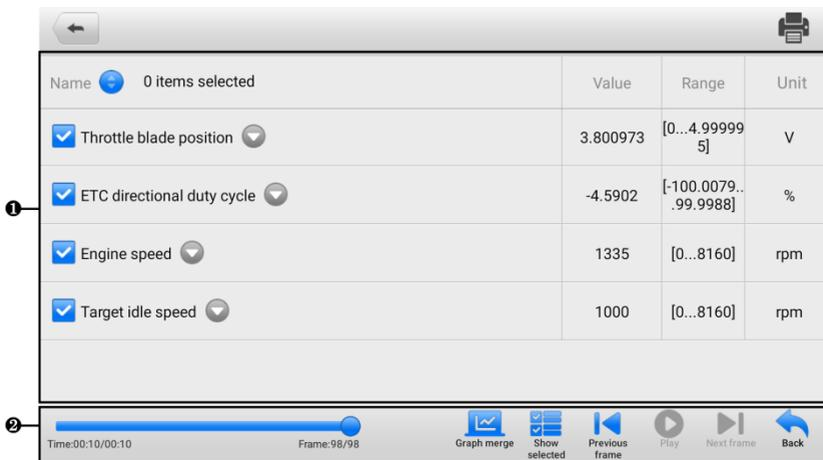 Name 0 items selected Value Range Unit
Throttle blade position 3.800973 [0...4.99999 V
5]
❶
ETC directional duty cycle -4.5902 [-100.0079.. %
.99.9988]
Engine speed 1335 [0...8160] rpm
Target idle speed 1000 [0...8160] rpm
❷
Time:00:10/00:10 Frame:98/98
Graph merge
Show
selected
Previous
frame
Play
Next frame
Back